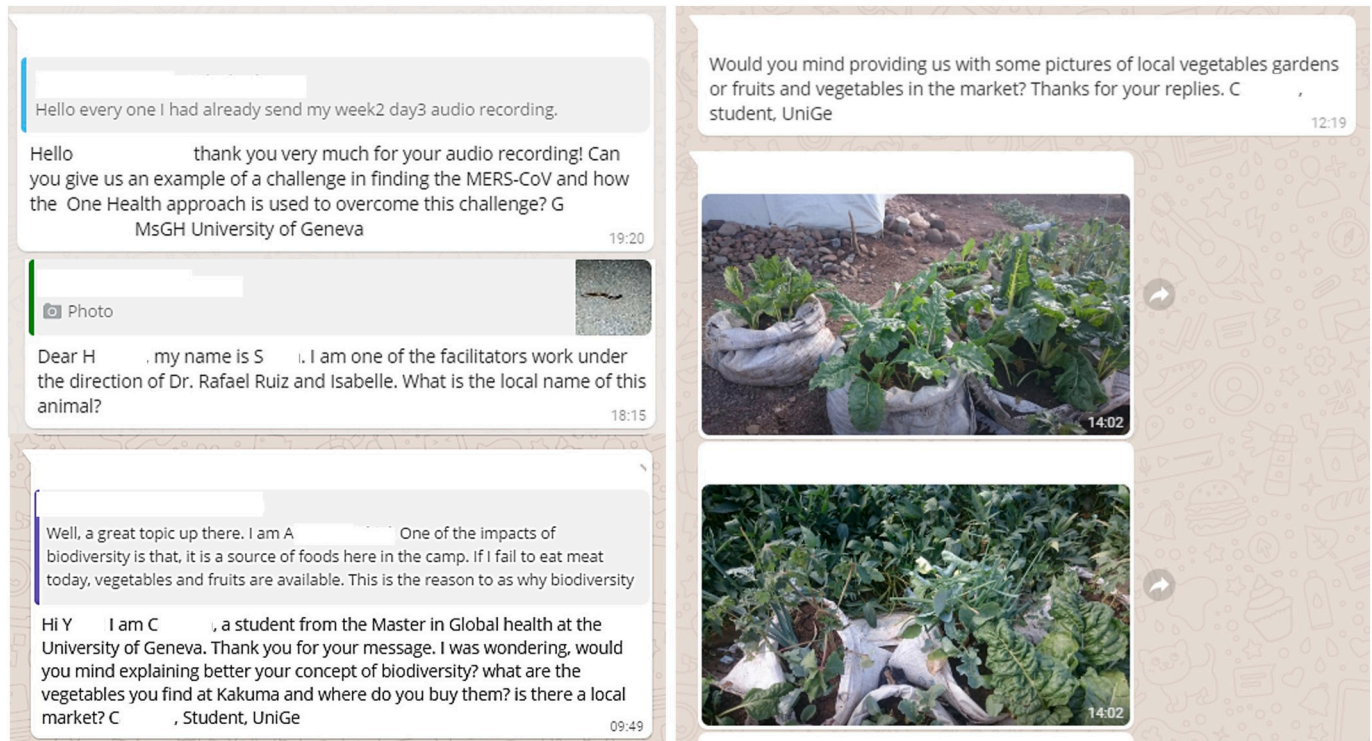 Hello every one I had already send my week2 day3 audio recording.
Hello thank you very much for your audio recording! Can
you give us an example of a challenge in finding the MERS-CoV and how
the One Health approach is used to overcome this challenge? G
MsGH University of Geneva
19:20
Photo
Dear H , my name is S . I am one of the facilitators work under
the direction of Dr. Rafael Ruiz and Isabelle. What is the local name of this
animal?
18:15
Well, a great topic up there. I am A One of the impacts of
biodiversity is that, it is a source of foods here in the camp. If I fail to eat meat
today, vegetables and fruits are available. This is the reason to as why biodiversity
Hi Y I am C , a student from the Master in Global health at the
University of Geneva. Thank you for your message. I was wondering, would
you mind explaining better your concept of biodiversity? what are the
vegetables you find at Kakuma and where do you buy them? is there a local
market? C , Student, UniGe
09:49
Would you mind providing us with some pictures of local vegetables gardens
or fruits and vegetables in the market? Thanks for your replies. C ,
student, UniGe
12:19
14:02
14:02